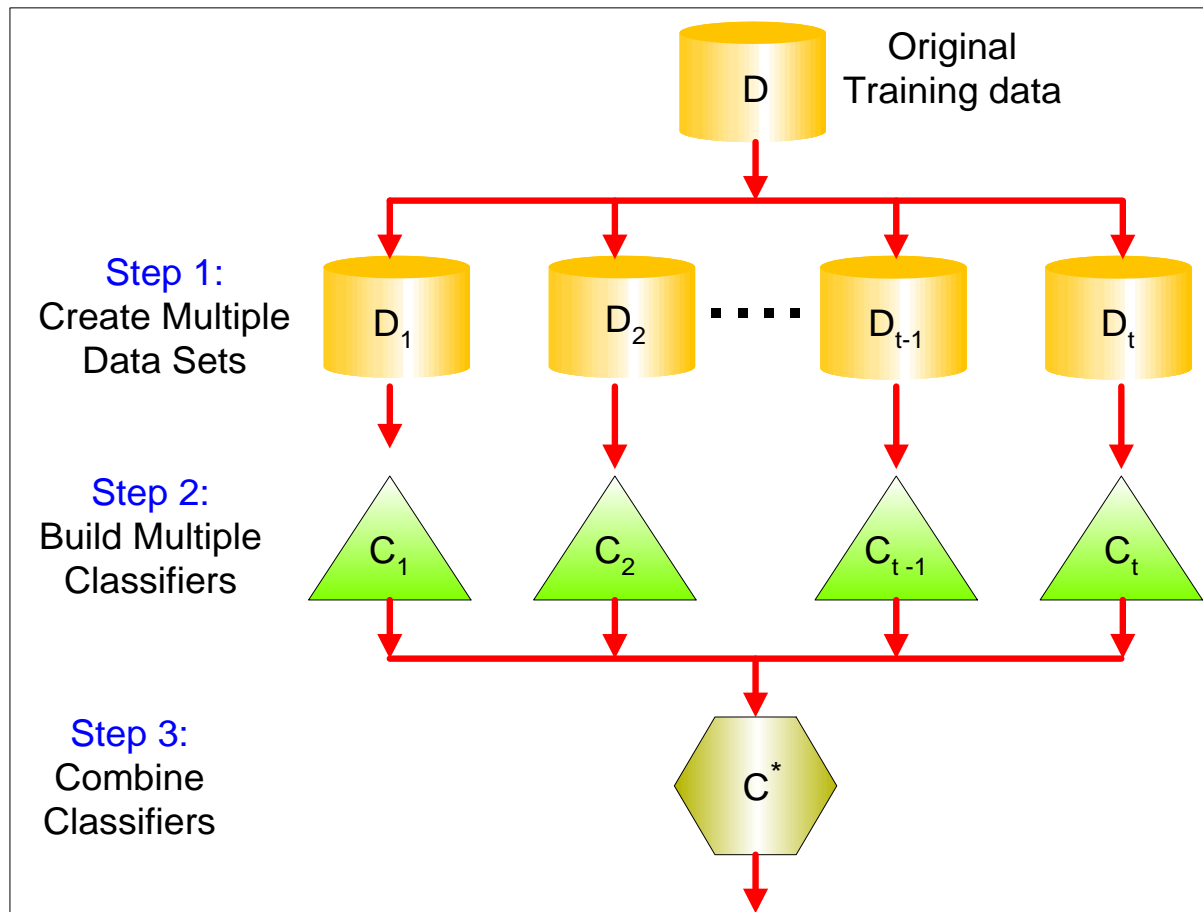 D
Original
Training data
Step 1:
Create Multiple
Data Sets
D1
D2
....
Dt-1
Dt
Step 2:
Build Multiple
Classifiers
C1
C2
Ct -1
Ct
Step 3:
Combine
Classifiers
C*